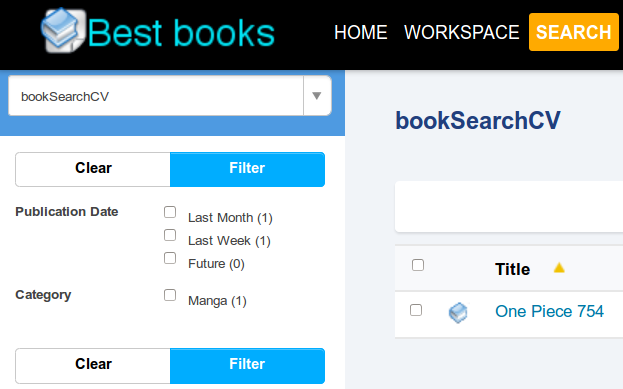 Best books
HOME WORKSPACE SEARCH
bookSearchCV
bookSearchCV
Clear Filter
Publication Date
Last Month (1)
Last Week (1)
Future (0)
Category
Manga (1)
Clear Filter
Title
One Piece 754